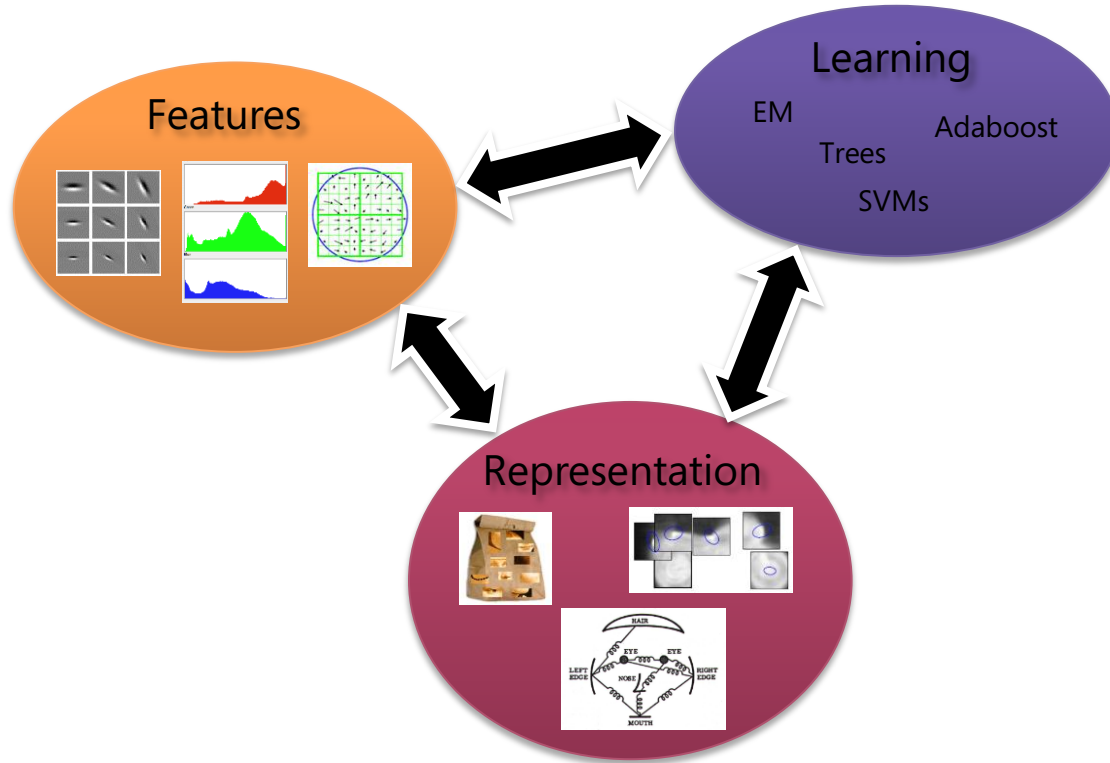 Features
Learning
EM
Adaboost
Trees
SVMs
Representation
HAIR
EYE EYE
LEFT EDGE
RIGHT EDGE
NOSE
MOUTH